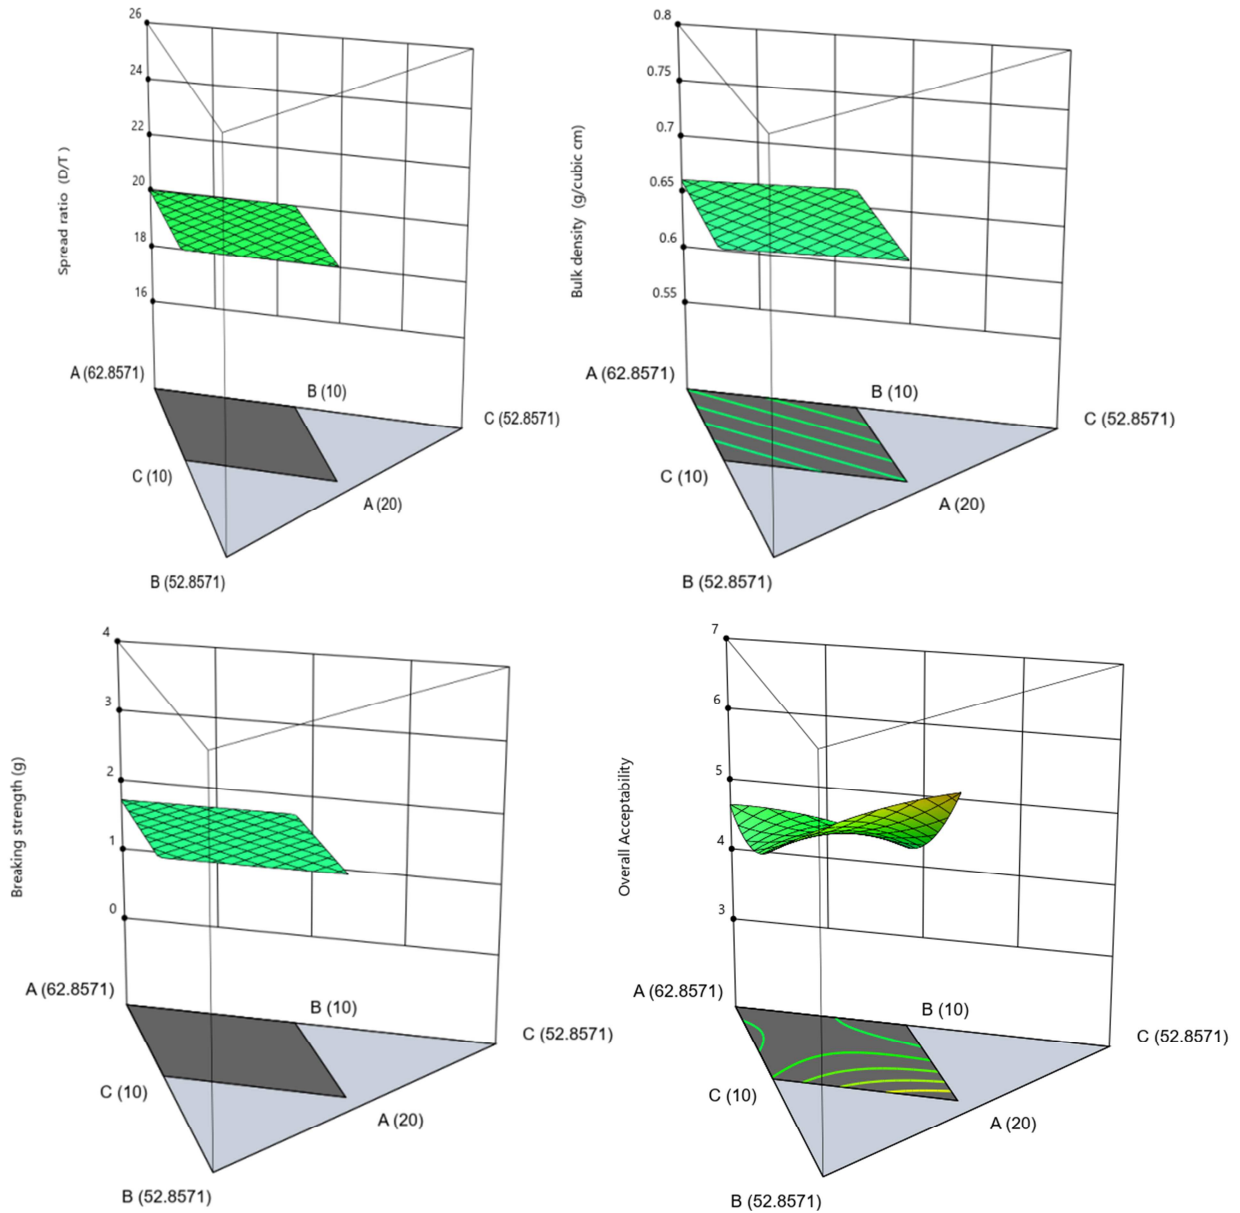 26
24
22
20
18
16
Spread ratio (D/T )
A (62.8571)
B (10)
C (52.8571)
C (10)
A (20)
B (52.8571)
0.8
0.75
0.7
0.65
0.6
0.55
Bulk density (g/cubic cm)
A (62.8571)
B (10)
C (52.8571)
C (10)
A (20)
B (52.8571)
4
3
2
1
0
Breaking strength (g)
A (62.8571)
B (10)
C (52.8571)
C (10)
A (20)
B (52.8571)
7
6
5
4
3
Overall Acceptability
A (62.8571)
B (10)
C (52.8571)
C (10)
A (20)
B (52.8571)